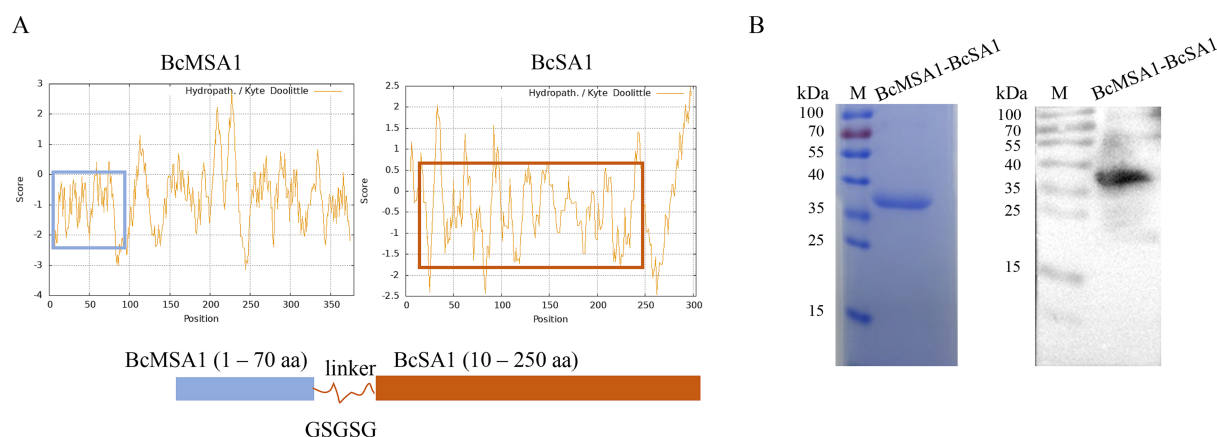 A
BcMSA1
Hydropath. / Kyte Doolittle
3
2
1
0
-1
-2
-3
-4
Score
0 50 100 150 200 250 300 350
Position
BcSA1
Hydropath. / Kyte Doolittle
2.5
2
1.5
1
0.5
0
-0.5
-1
-1.5
-2
-2.5
Score
0 50 100 150 200 250 300
Position
BcMSA1 (1 – 70 aa)
linker
BcSA1 (10 – 250 aa)
GSGSG
B
kDa M BcMSA1-BcSA1
100
70
55
40
35
25
15
kDa M BcMSA1-BcSA1
100
70
55
40
35
25
15